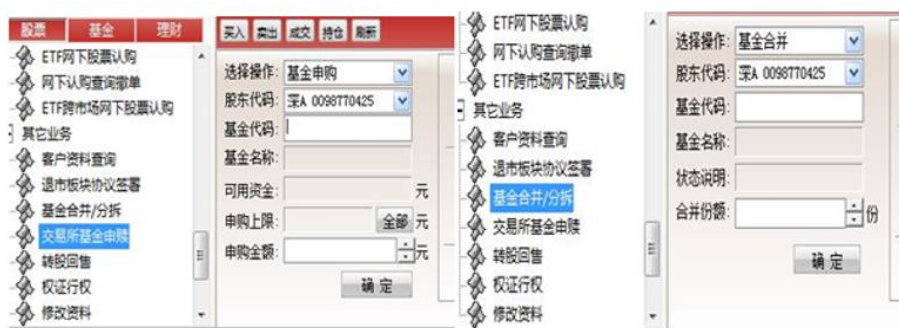 股票 基金 理财
ETF网下股票认购
网下认购查询撤单
ETF跨市场网下股票认购
其它业务
客户资料查询
退市板块协议签署
基金合并/分拆
交易所基金申赎
转股回售
权证行权
修改资料
买入 卖出 成交 持仓 刷新
选择操作: 基金申购
股东代码: 深A 0098770425
基金代码:
基金名称:
可用资金: 元
申购上限: 全部 元
申购金额: 元
确 定
ETF网下股票认购
网下认购查询撤单
ETF跨市场网下股票认购
其它业务
客户资料查询
退市板块协议签署
基金合并/分拆
交易所基金申赎
转股回售
权证行权
修改资料
选择操作: 基金合并
股东代码: 深A 0098770425
基金代码:
基金名称:
状态说明:
合并份额: 份
确 定